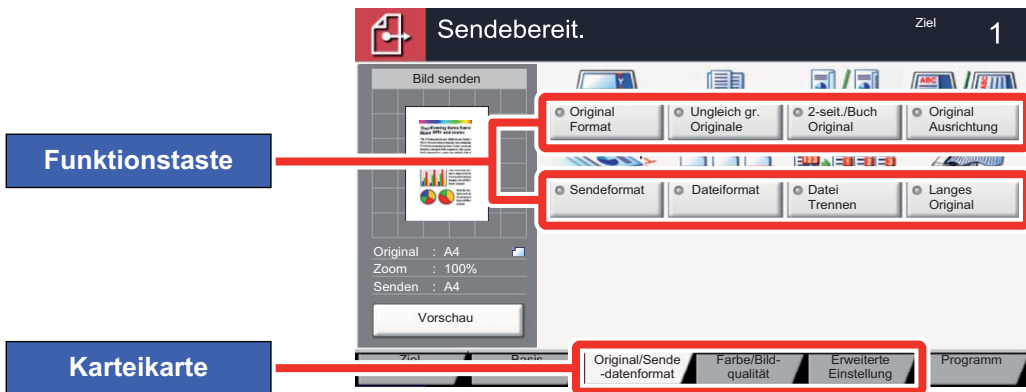 Sendebereit.
Ziel
1
Bild senden
ABC
Original
Format
Ungleich gr.
Originale
2-seit./Buch
Original
Original
Ausrichtung
Funktionstaste
123
Sendeformat
Dateiformat
Datei
Trennen
Langes
Original
Original : A4
Zoom : 100%
Senden : A4
Vorschau
Karteikarte
Ziel
Basis
Original/Sende
-datenformat
Farbe/Bild-
qualität
Erweiterte
Einstellung
Programm